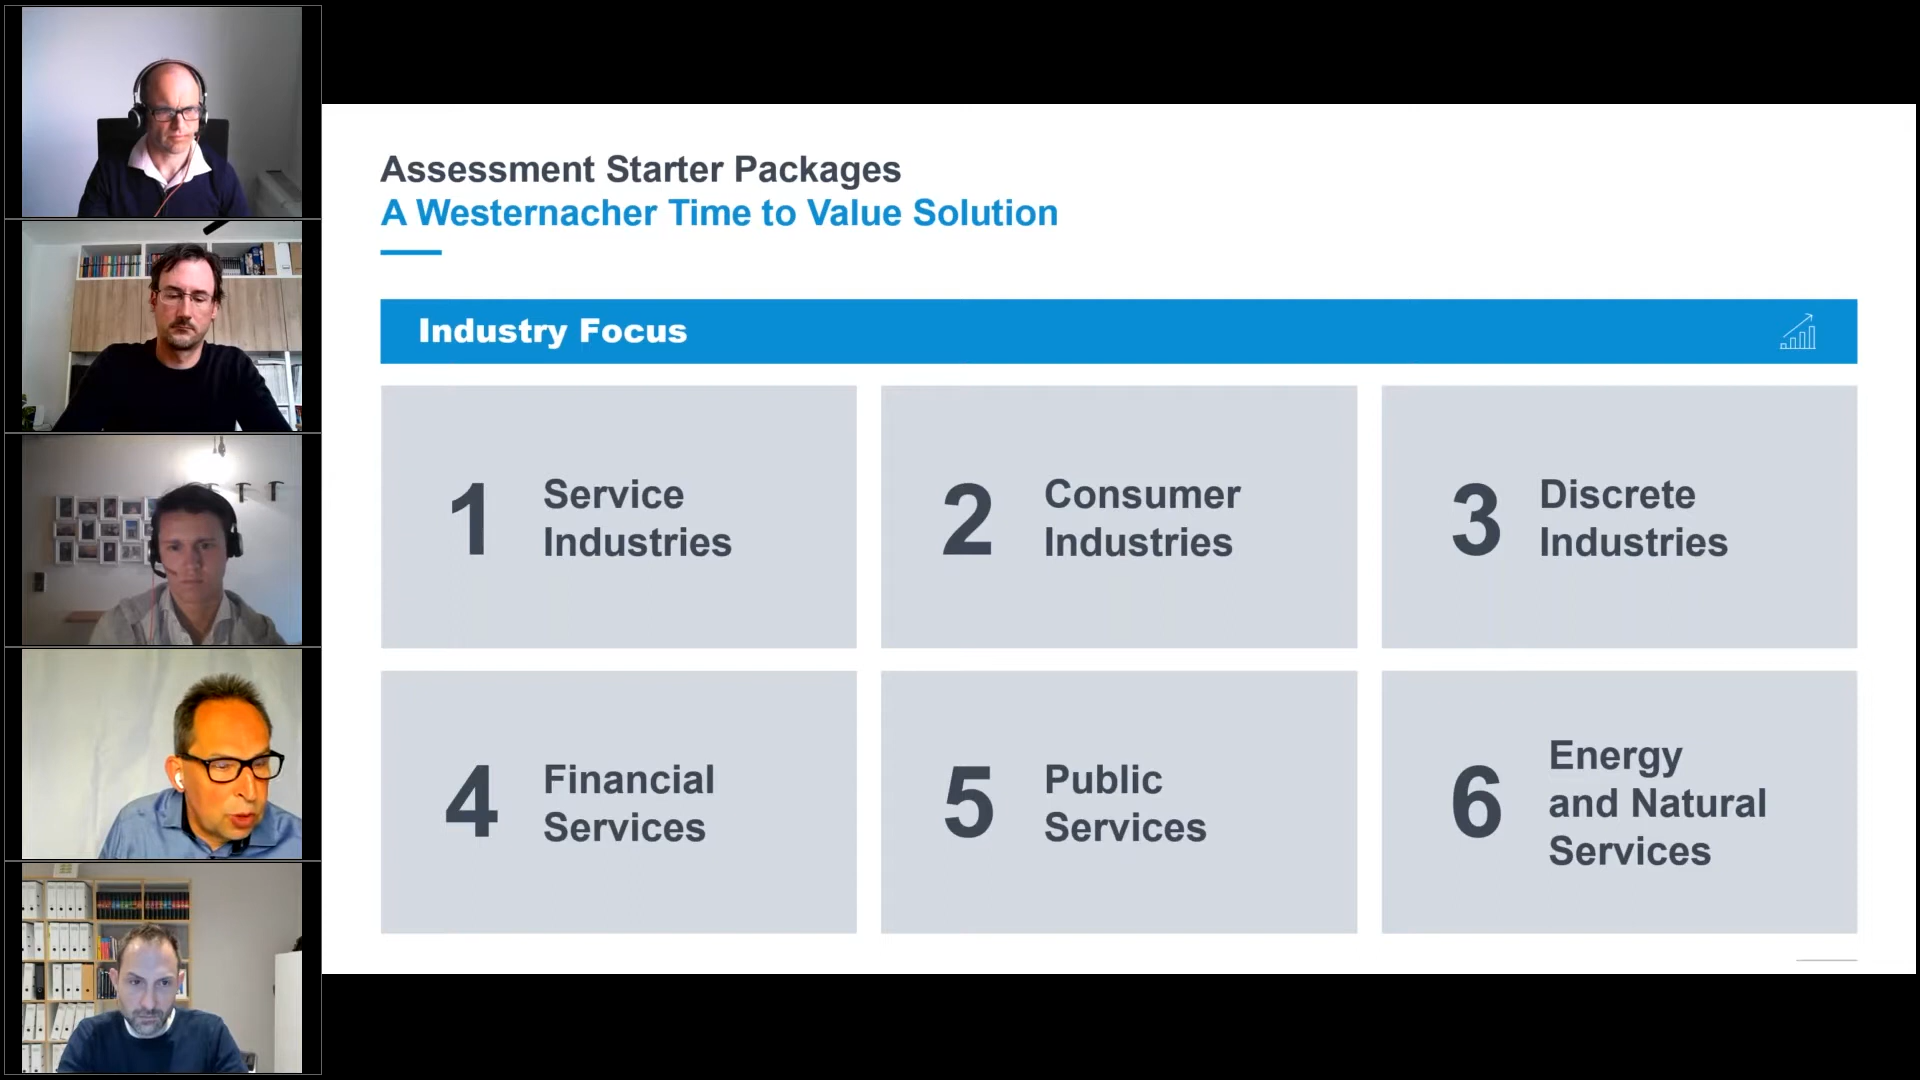 Assessment Starter Packages
A Westernacher Time to Value Solution
Industry Focus
1
Service
Industries
2
Consumer
Industries
3
Discrete
Industries
4
Financial
Services
5
Public
Services
6
Energy
and Natural
Services